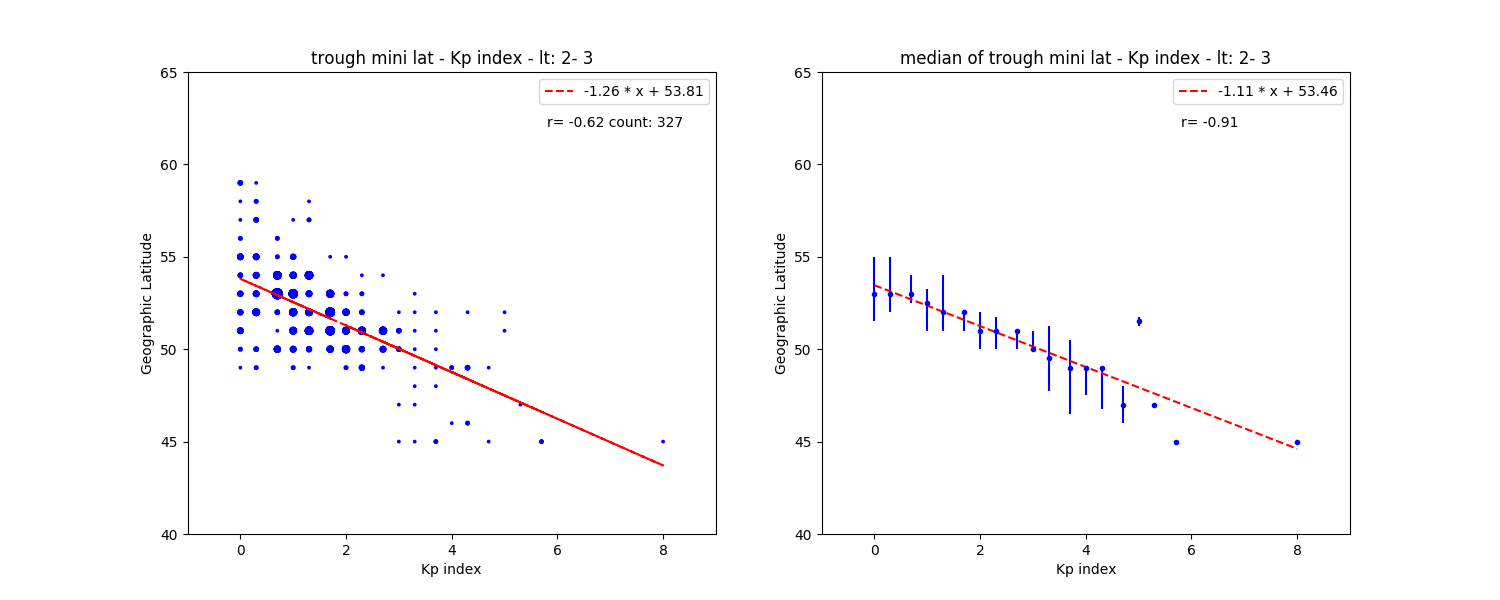 trough mini lat - Kp index - lt: 2- 3
-1.26 * x + 53.81
r= -0.62 count: 327
65
60
55
50
45
40
Geographic Latitude
0
2
4
6
8
Kp index
median of trough mini lat - Kp index - lt: 2- 3
-1.11 * x + 53.46
r= -0.91
65
60
55
50
45
40
Geographic Latitude
0
2
4
6
8
Kp index